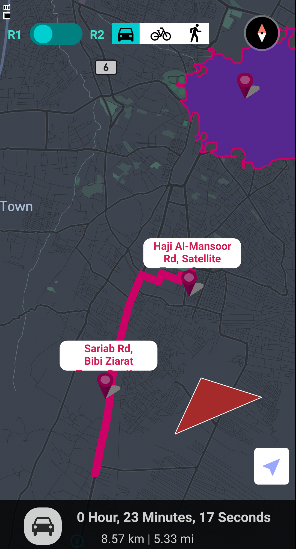 R1
R2
6
Town
Haji Al-Mansoor
Rd, Satellite
Sariab Rd,
Bibi Ziarat
0 Hour, 23 Minutes, 17 Seconds
8.57 km | 5.33 mi